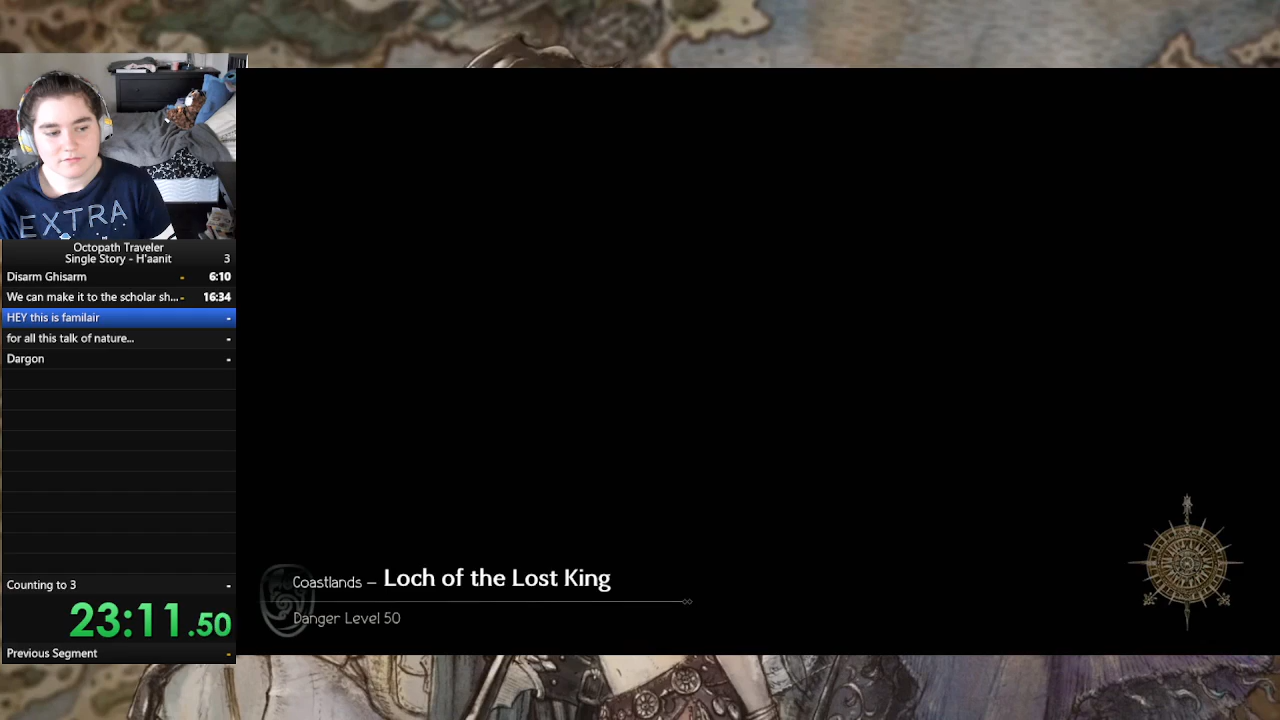 EXTRA
Octopath Traveler
Single Story - H'aanit 3
Disarm Ghisarm - 6:10
We can make it to the scholar sh... - 16:34
HEY this is familair -
for all this talk of nature... -
Dargon -
Counting to 3 -
23:11.50
Previous Segment -
Coastlands – Loch of the Lost King
Danger Level 50